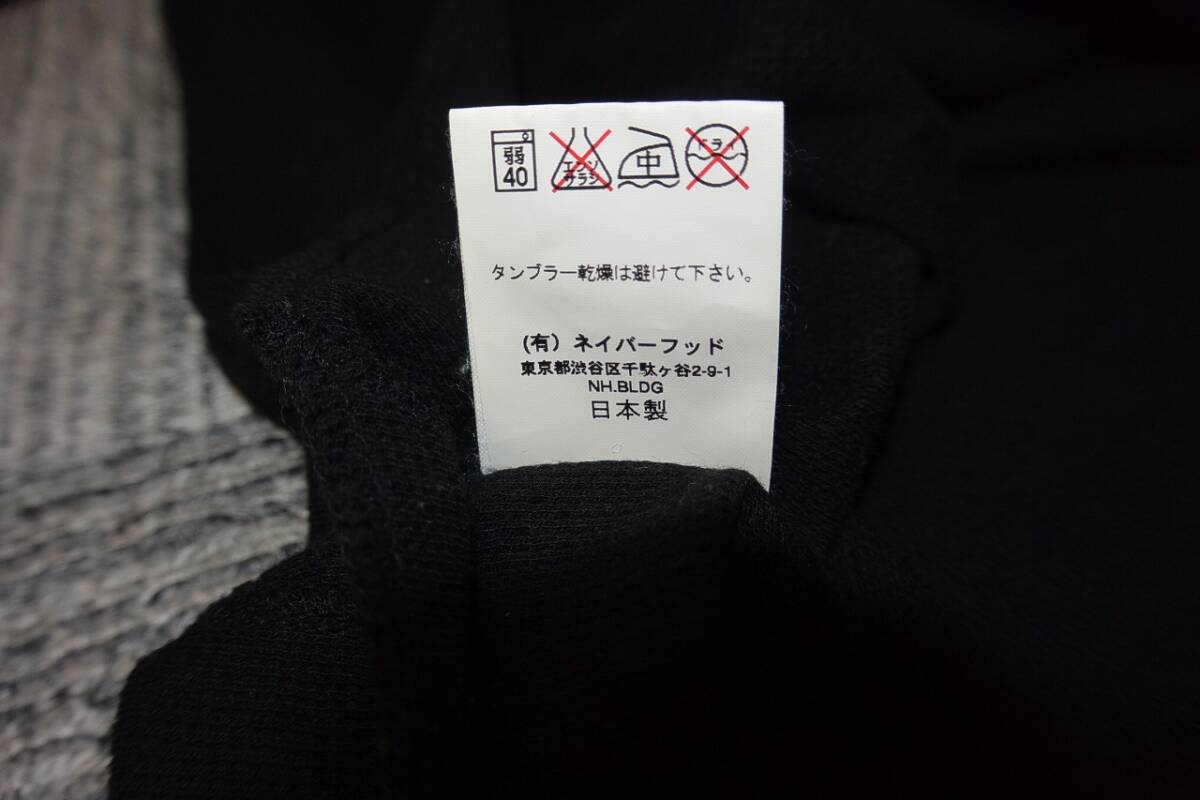 弱
40
エンソ
サラシ
中
ドライ
タンブラー乾燥は避けて下さい。
(有) ネイバーフッド
東京都渋谷区千駄ヶ谷2-9-1
NH.BLDG
日本製